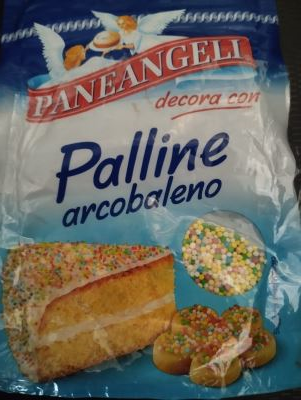 PANEANGELI
decora con
Palline
arcobaleno